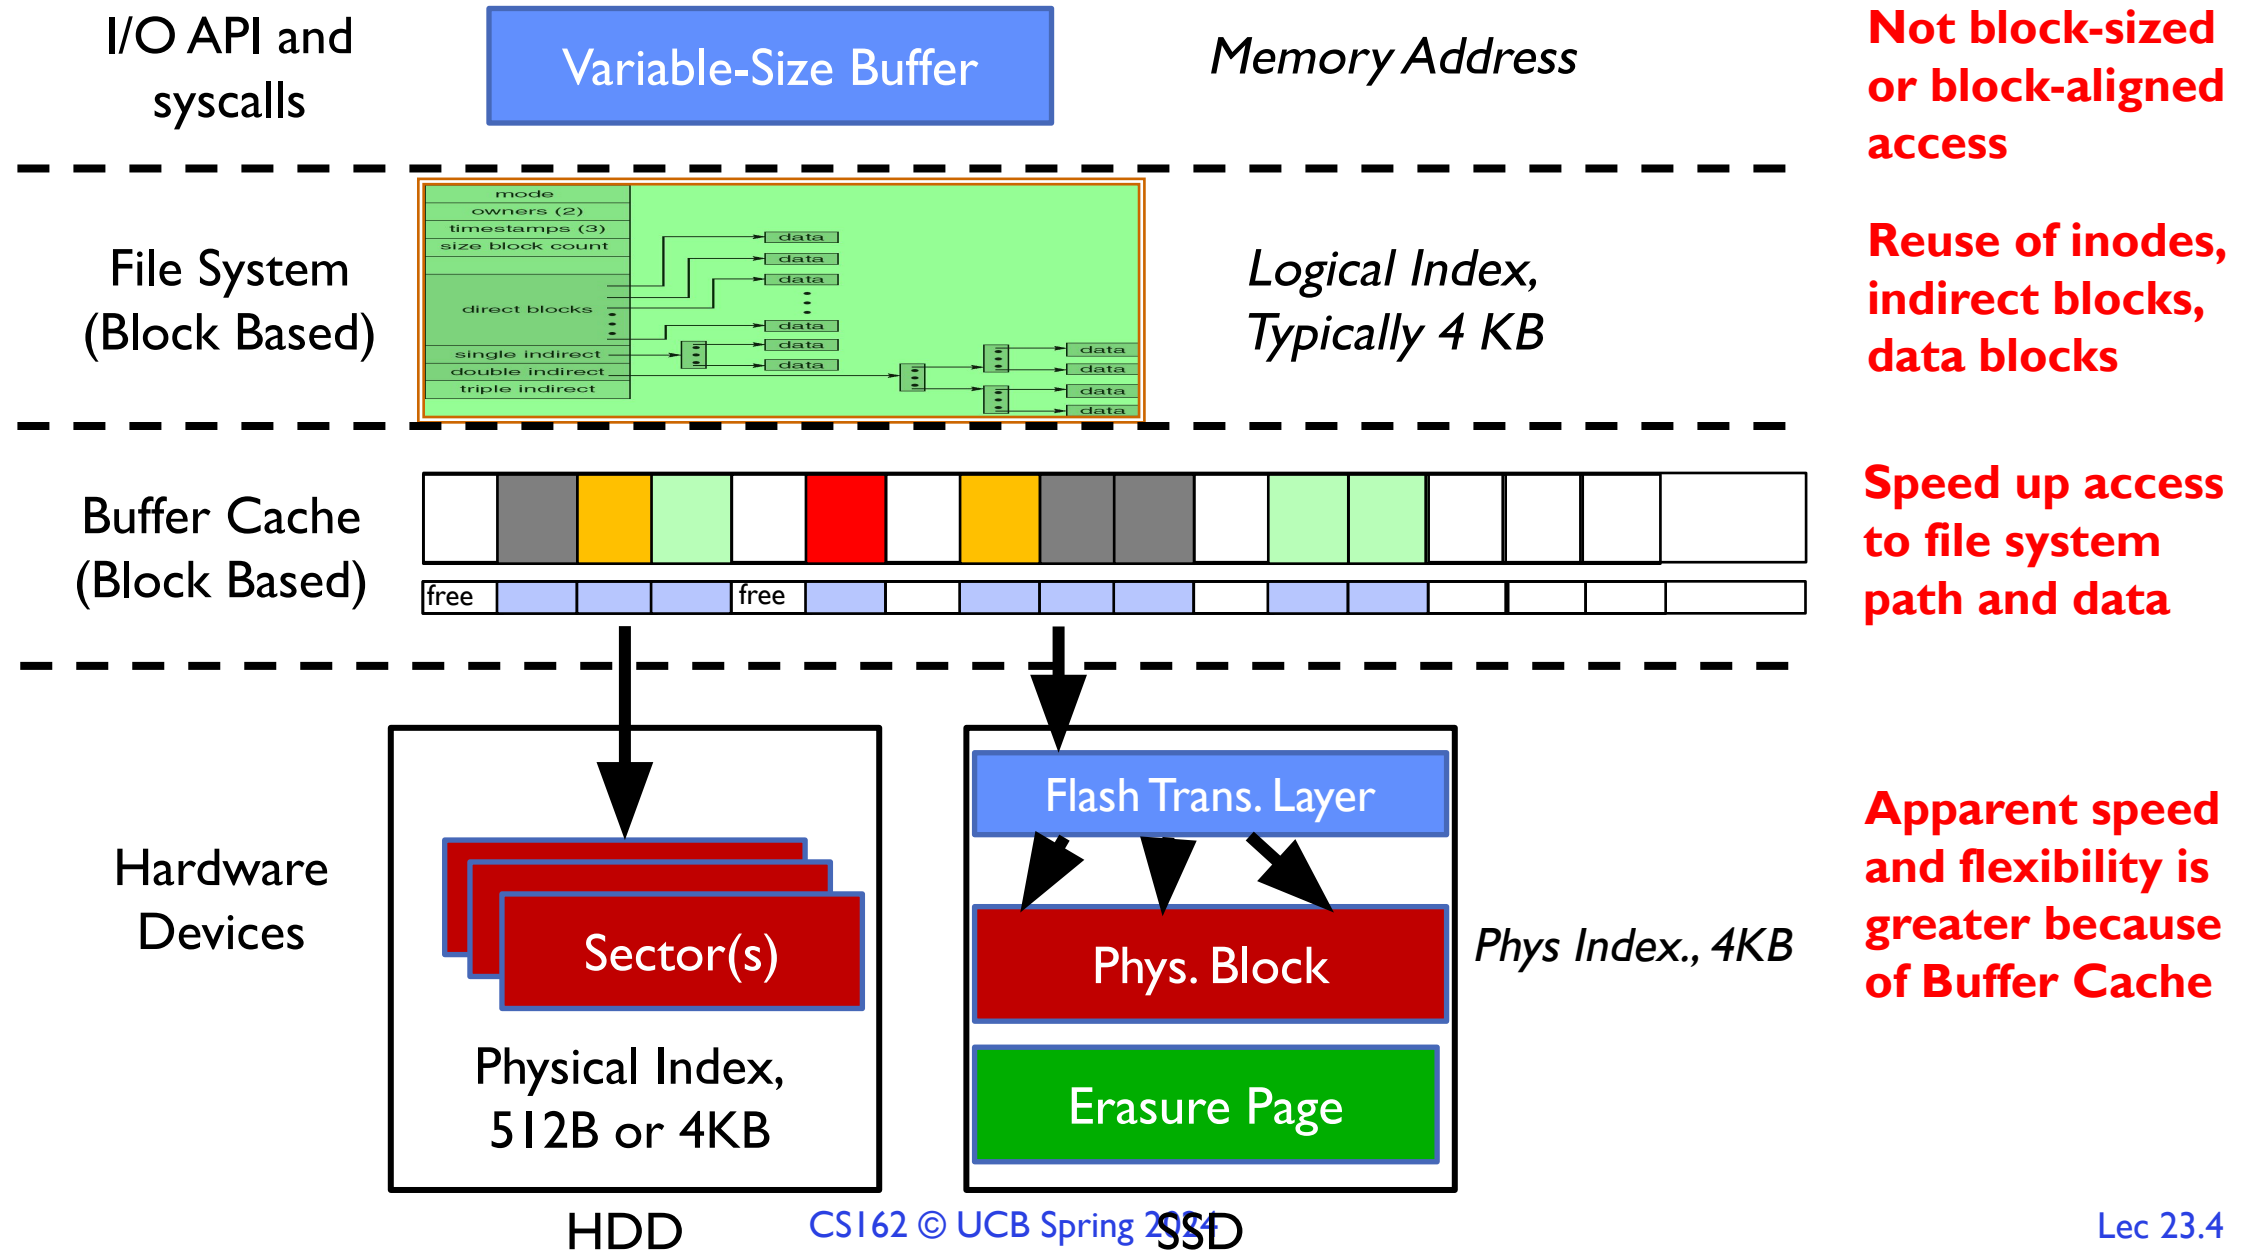 I/O API and
syscalls
Variable-Size Buffer
Memory Address
Not block-sized
or block-aligned
access
File System
(Block Based)
mode
owners (2)
timestamps (3)
size block count
direct blocks
single indirect
double indirect
triple indirect
data
data
data
data
data
data
data
data
data
data
Logical Index,
Typically 4 KB
Reuse of inodes,
indirect blocks,
data blocks
Buffer Cache
(Block Based)
free
free
Speed up access
to file system
path and data
Hardware
Devices
Sector(s)
Physical Index,
512B or 4KB
HDD
Flash Trans. Layer
Phys. Block
Erasure Page
SSD
Phys Index., 4KB
Apparent speed
and flexibility is
greater because
of Buffer Cache
CS162 © UCB Spring 2024
Lec 23.4